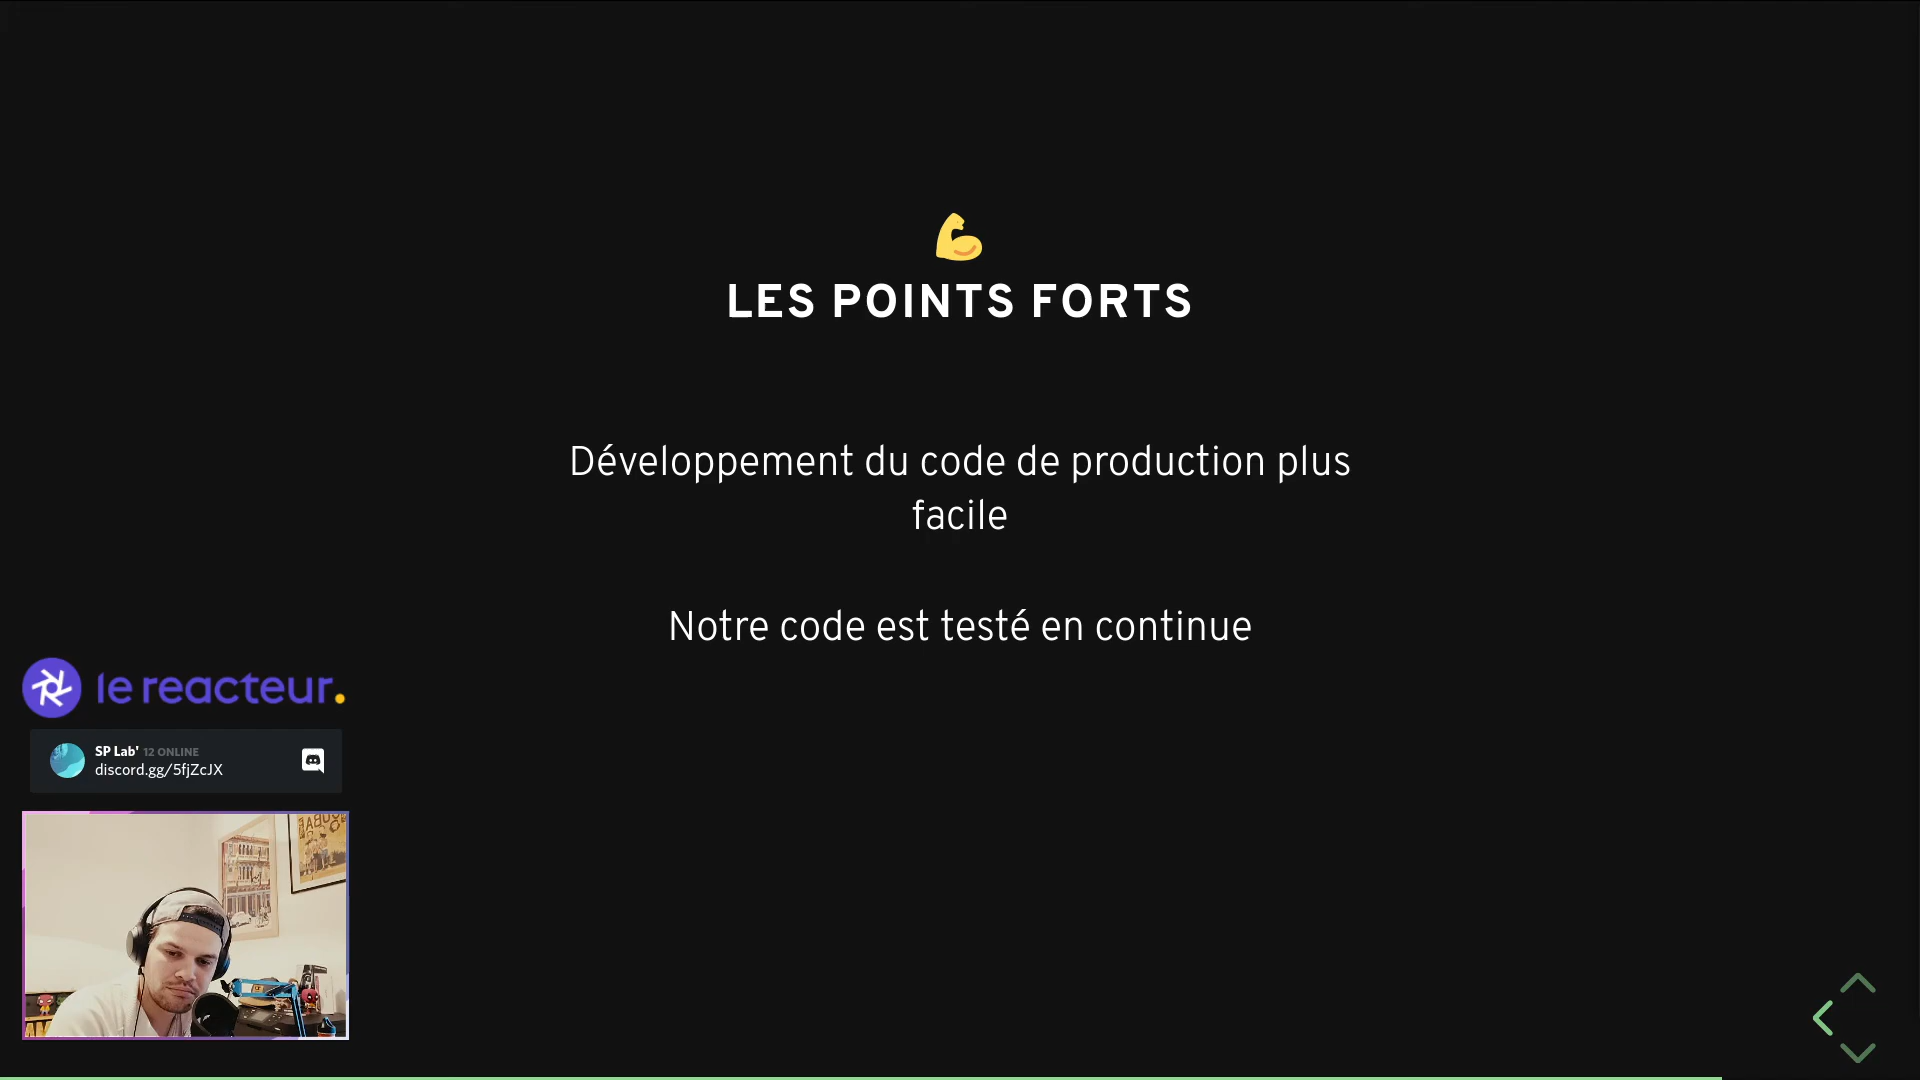 LES POINTS FORTS
Développement du code de production plus
facile
Notre code est testé en continue
le reacteur.
SP Lab' 12 ONLINE
discord.gg/5fjZcJX